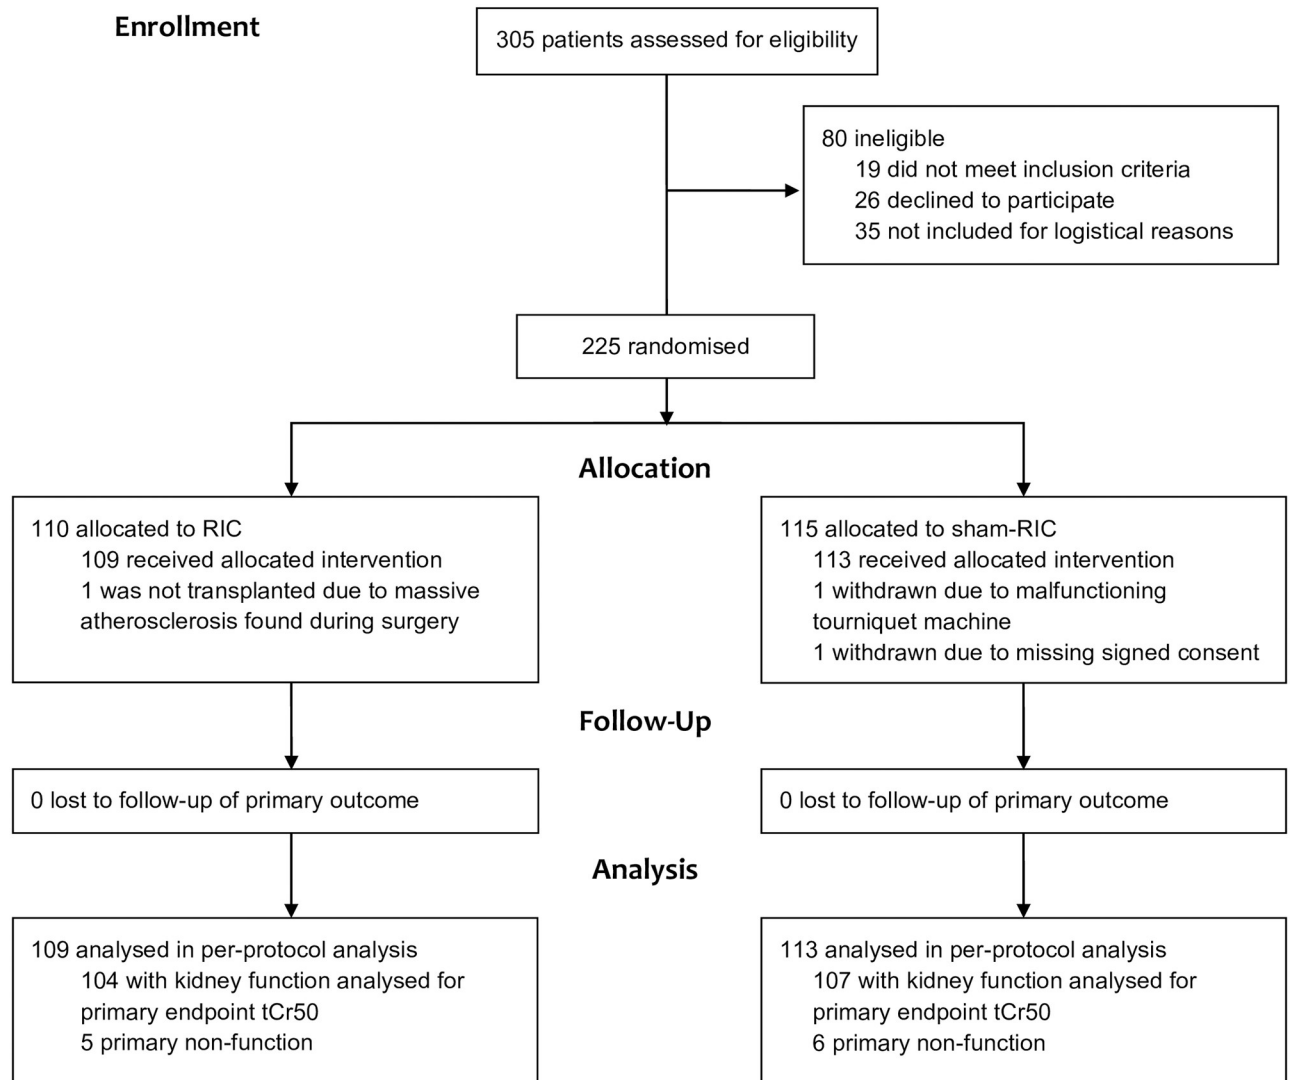 Enrollment
305 patients assessed for eligibility
80 ineligible
19 did not meet inclusion criteria
26 declined to participate
35 not included for logistical reasons
225 randomised
Allocation
110 allocated to RIC
109 received allocated intervention
1 was not transplanted due to massive
atherosclerosis found during surgery
115 allocated to sham-RIC
113 received allocated intervention
1 withdrawn due to malfunctioning
tourniquet machine
1 withdrawn due to missing signed consent
Follow-Up
0 lost to follow-up of primary outcome
0 lost to follow-up of primary outcome
Analysis
109 analysed in per-protocol analysis
104 with kidney function analysed for
primary endpoint tCr50
5 primary non-function
113 analysed in per-protocol analysis
107 with kidney function analysed for
primary endpoint tCr50
6 primary non-function